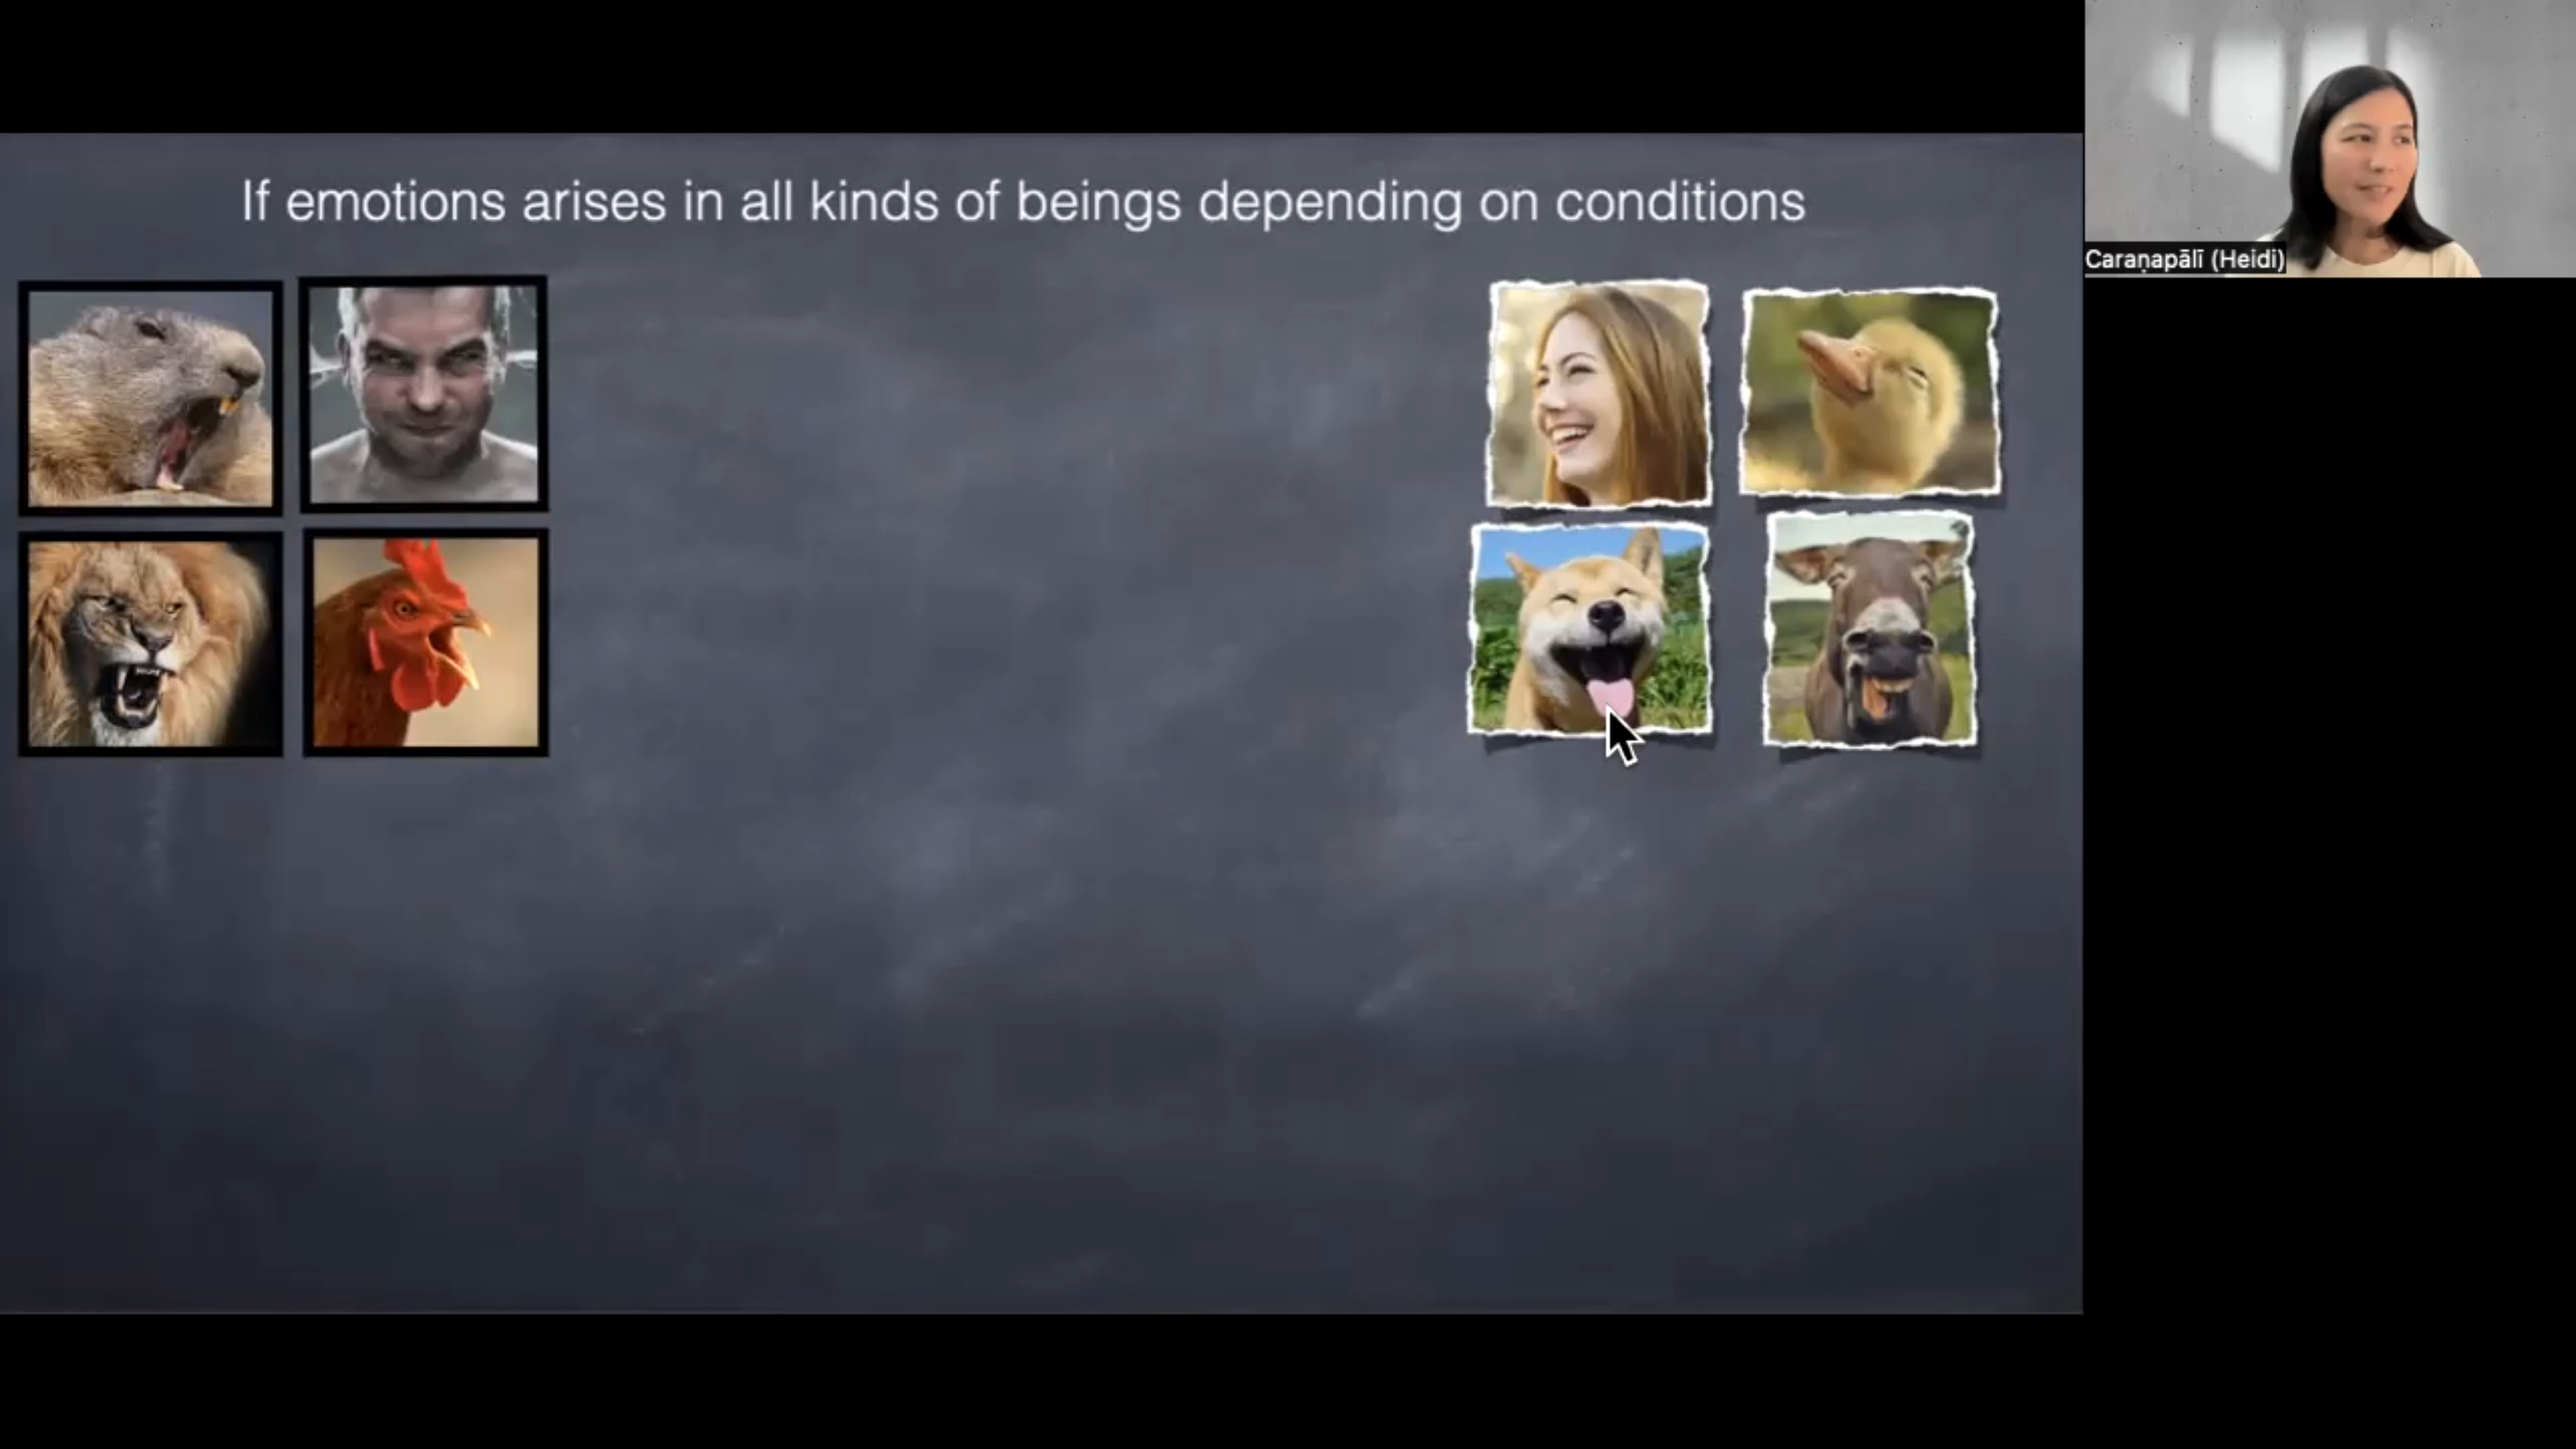 If emotions arises in all kinds of beings depending on conditions
Caraṇapālī (Heidi)